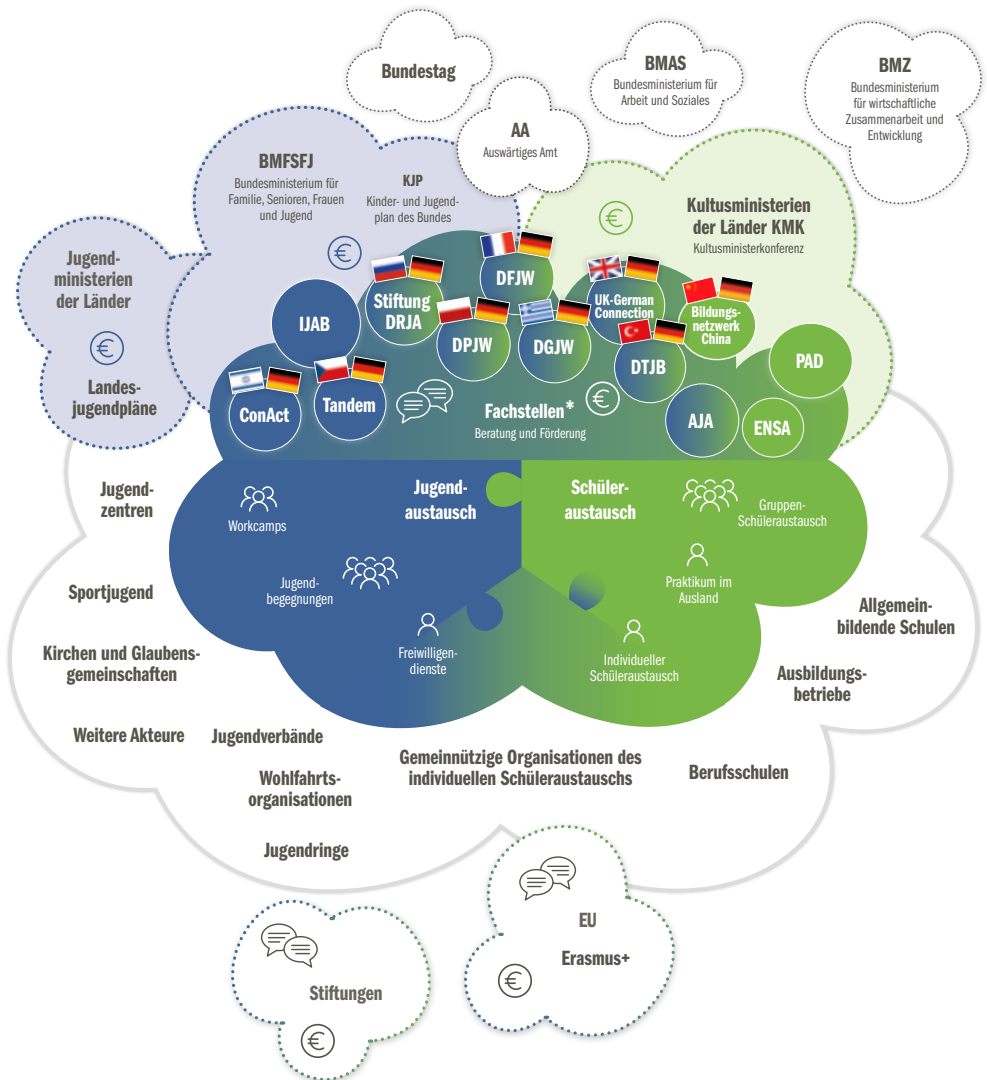 Bundestag
BMAS
Bundesministerium für
Arbeit und Soziales
BMZ
Bundesministerium
für wirtschaftliche
Zusammenarbeit und
Entwicklung
AA
Auswärtiges Amt
BMFSFJ
Bundesministerium für
Familie, Senioren, Frauen
und Jugend
KJP
Kinder- und Jugend-
plan des Bundes
Kultusministerien
der Länder KMK
Kultusministerkonferenz
Jugend-
ministerien
der Länder
Landes-
jugendpläne
IJAB
Stiftung
DRJA
DFJW
DPJW
DGJW
UK-German
Connection
Bildungs-
netzwerk
China
DTJB
PAD
ConAct
Tandem
AJA
ENSA
Fachstellen*
Beratung und Förderung
Jugend-
austausch
Schüler-
austausch
Workcamps
Jugend-
begegnungen
Freiwilligen-
dienste
Gruppen-
Schüleraustausch
Praktikum im
Ausland
Individueller
Schüleraustausch
Jugend-
zentren
Sportjugend
Kirchen und Glaubens-
gemeinschaften
Weitere Akteure
Jugendverbände
Wohlfahrts-
organisationen
Jugendringe
Gemeinnützige Organisationen des
individuellen Schüleraustauschs
Allgemein-
bildende Schulen
Ausbildungs-
betriebe
Berufsschulen
EU
Erasmus+
Stiftungen